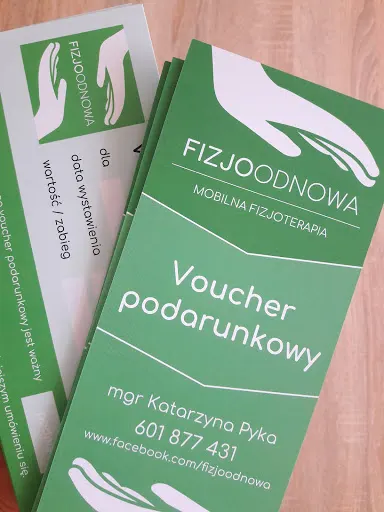 FIZJOODNOWA
MOBILNA FIZJOTERAPIA
Voucher
podarunkowy
mgr Katarzyna Pyka
601 877 431
www.facebook.com/fizjoodnowa
FIZJOODNOWA
dla
data wystawienia
wartość / zabieg
voucher podarunkowy jest ważny
umówieniu się.